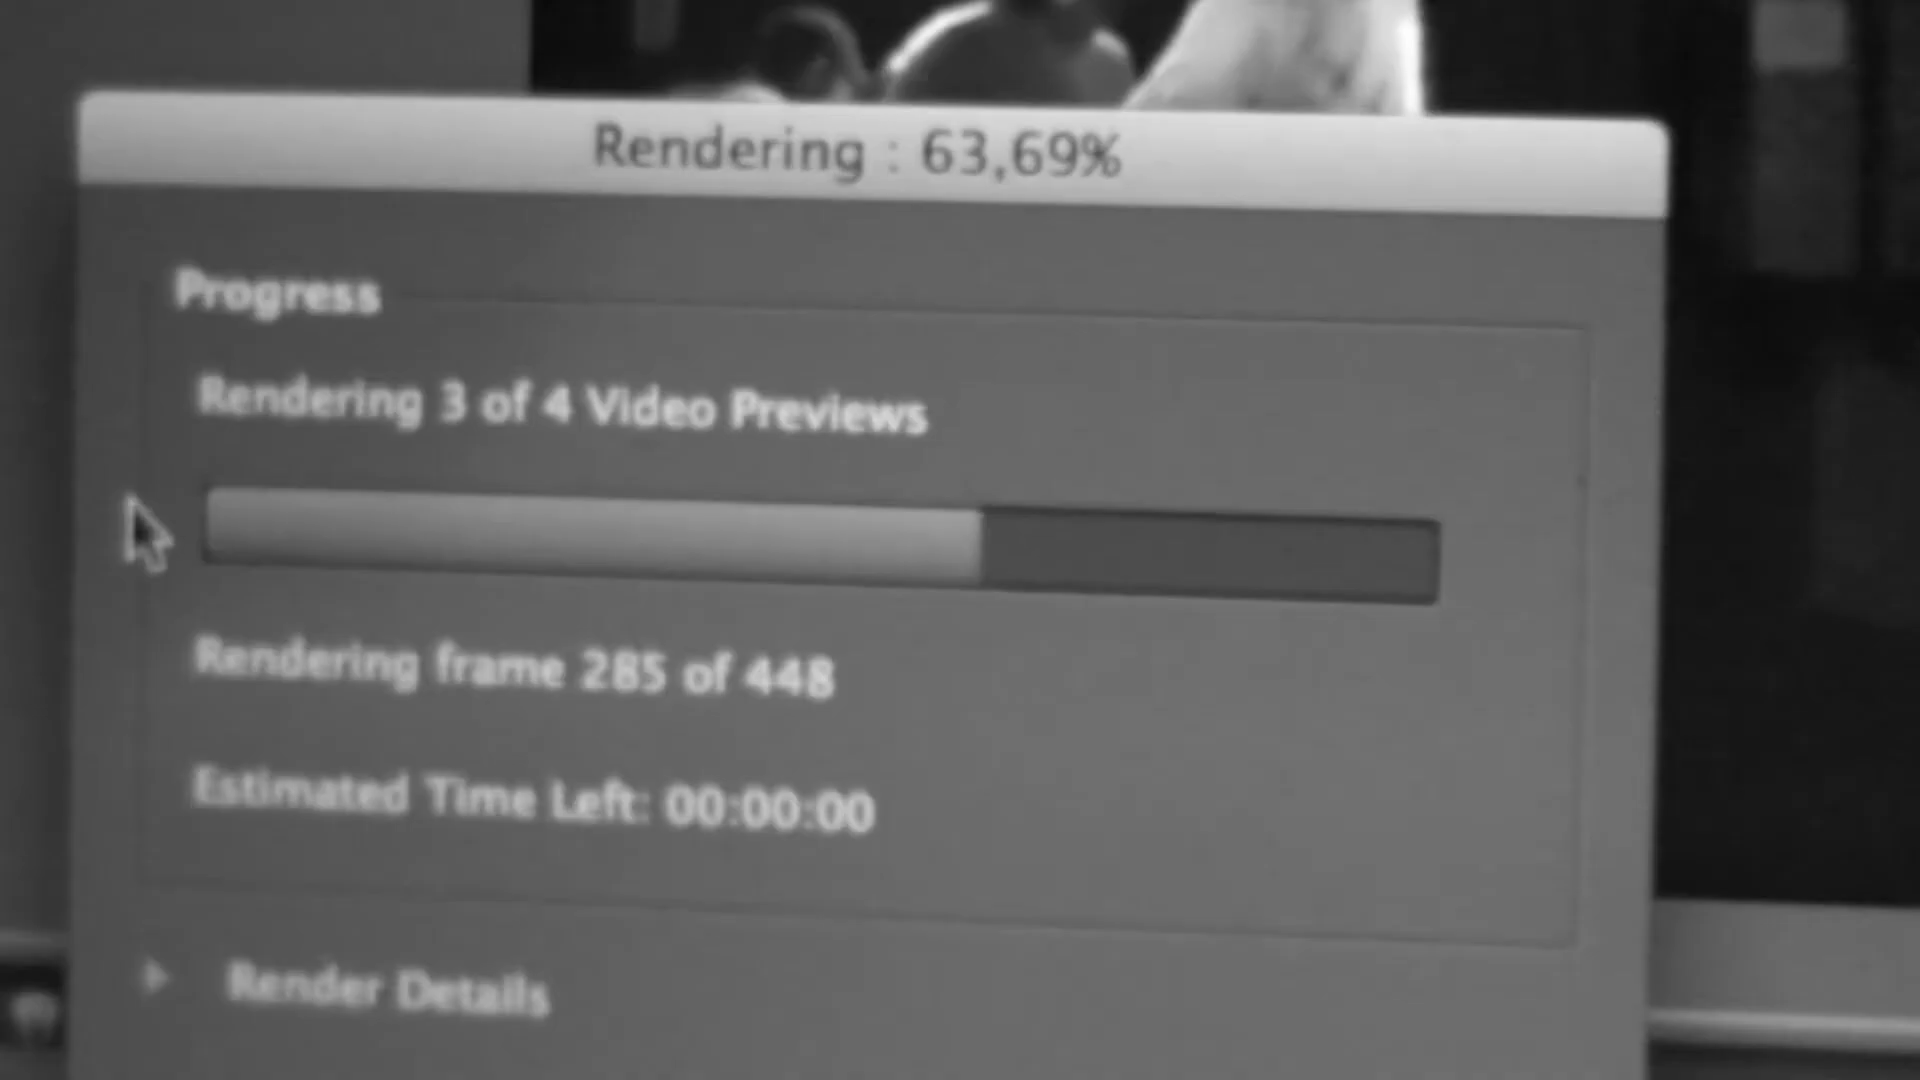 Rendering : 63,69%
Progress
Rendering 3 of 4 Video Previews
Rendering frame 285 of 448
Estimated Time Left: 00:00:00
Render Details